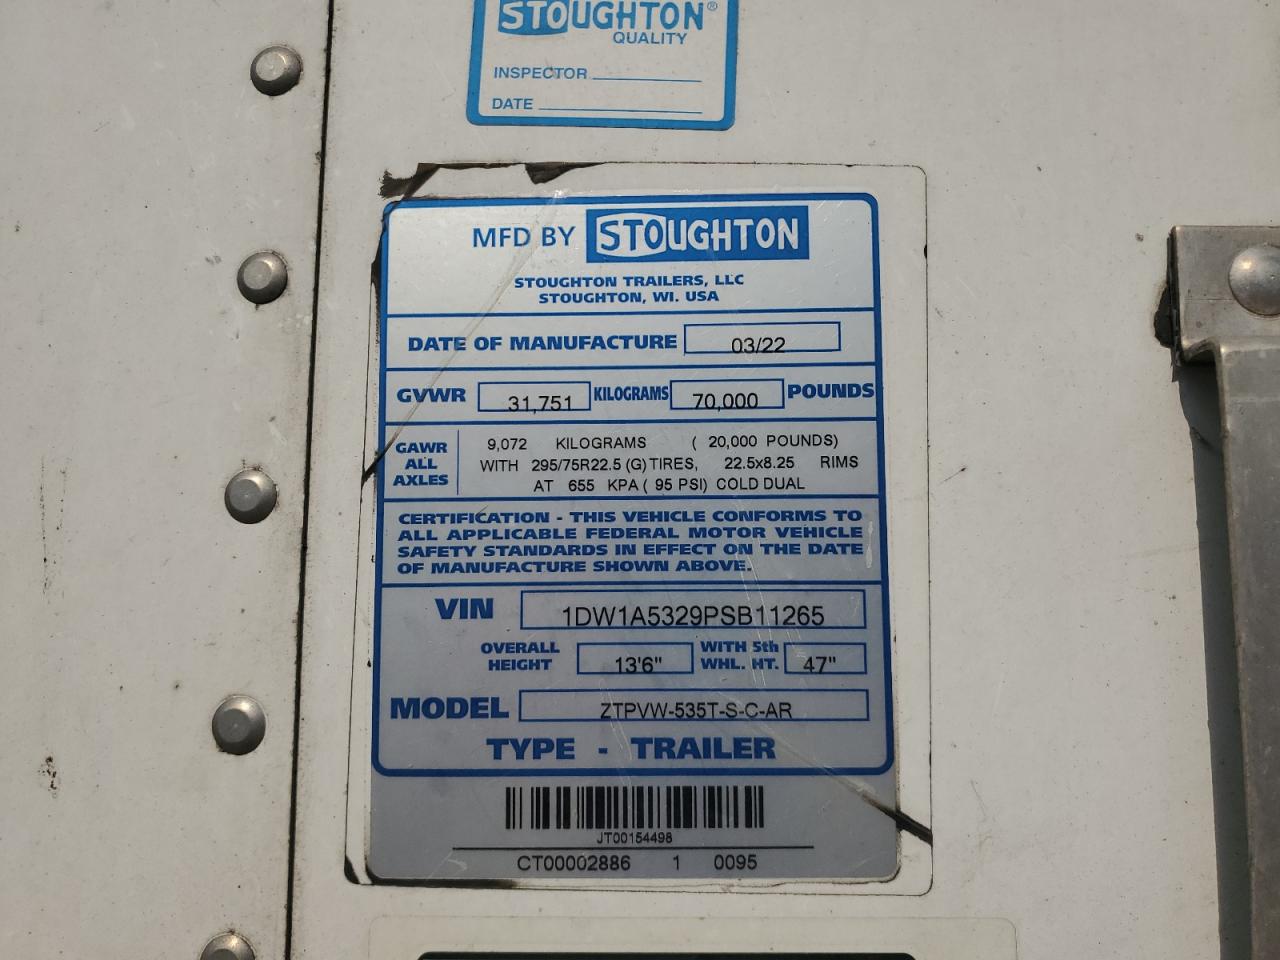 STOUGHTON®
QUALITY
INSPECTOR
DATE
MFD BY STOUGHTON
STOUGHTON TRAILERS, LLC
STOUGHTON, WI. USA
DATE OF MANUFACTURE 03/22
GVWR 31,751 KILOGRAMS 70,000 POUNDS
GAWR ALL AXLES
9,072 KILOGRAMS ( 20,000 POUNDS)
WITH 295/75R22.5 (G) TIRES, 22.5x8.25 RIMS
AT 655 KPA ( 95 PSI) COLD DUAL
CERTIFICATION - THIS VEHICLE CONFORMS TO
ALL APPLICABLE FEDERAL MOTOR VEHICLE
SAFETY STANDARDS IN EFFECT ON THE DATE
OF MANUFACTURE SHOWN ABOVE.
VIN 1DW1A5329PSB11265
OVERALL HEIGHT 13'6" WITH 5th WHL. HT. 47"
MODEL ZTPVW-535T-S-C-AR
TYPE - TRAILER
JT00154498
CT00002886 1 0095